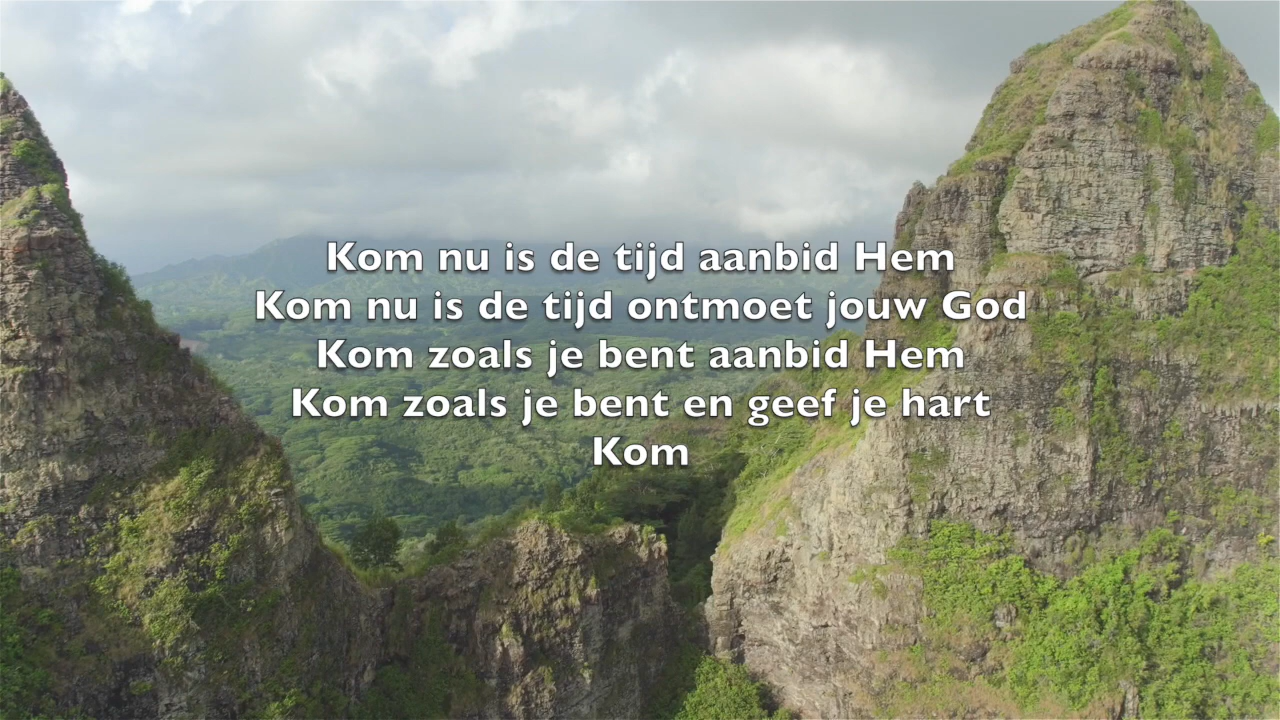 Kom nu is de tijd aanbid Hem
Kom nu is de tijd ontmoet jouw God
Kom zoals je bent aanbid Hem
Kom zoals je bent en geef je hart
Kom